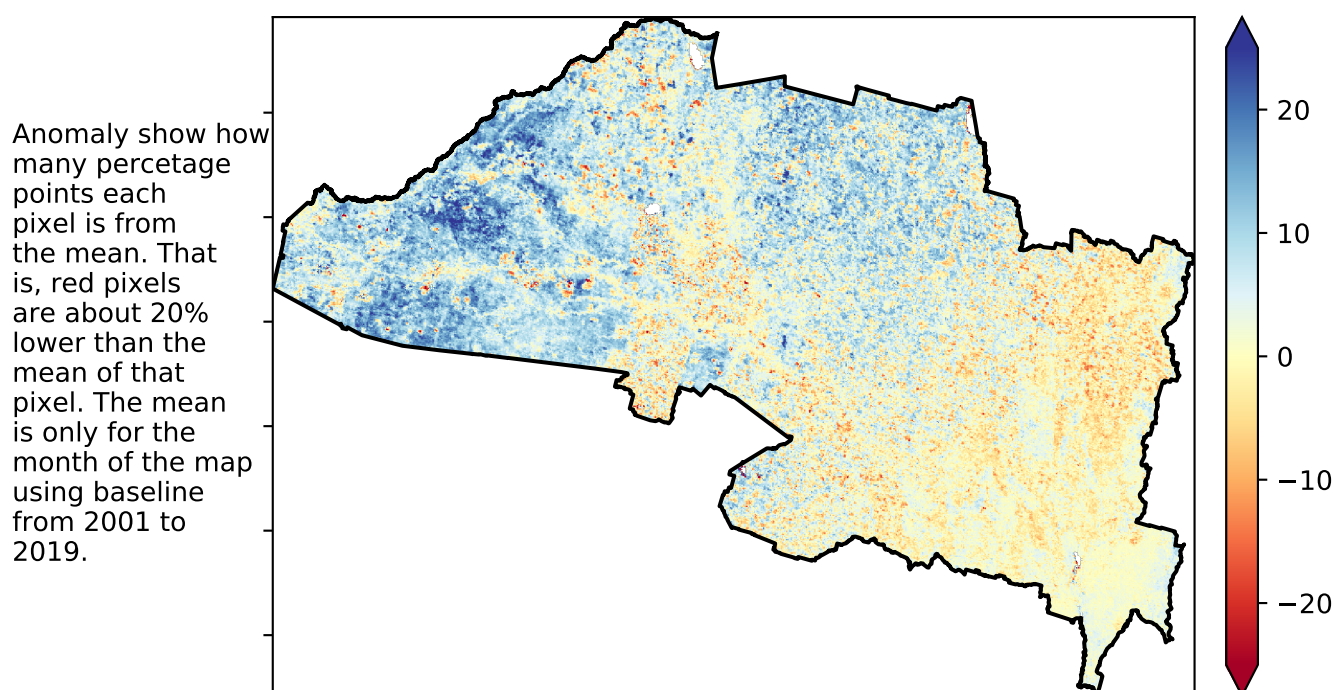 Anomaly show how
many percetage
points each
pixel is from
the mean. That
is, red pixels
are about 20%
lower than the
mean of that
pixel. The mean
is only for the
month of the map
using baseline
from 2001 to
2019.
20
10
0
−10
−20